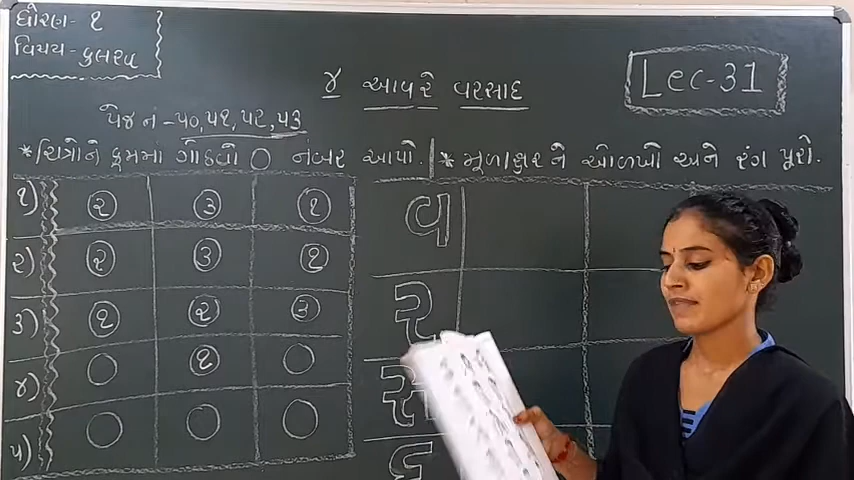 ધોરણ- ૧
વિષય- કલરવ
૪ આવરે વરસાદ
Lec-31
પેજ નં -૫૦,૫૧,૫૨,૫૩
*ચિત્રોને ક્રમમાં ગોઠવો ○ નંબર આપો.
* મૂળાક્ષર ને ઓળખો અને રંગ પૂરો.
૧) ૨ ૩ ૧
૨) ૨ ૩ ૧
૩) ૧ ૨ ૩
૪) ૧
૫)
વ
ર
સ
દ